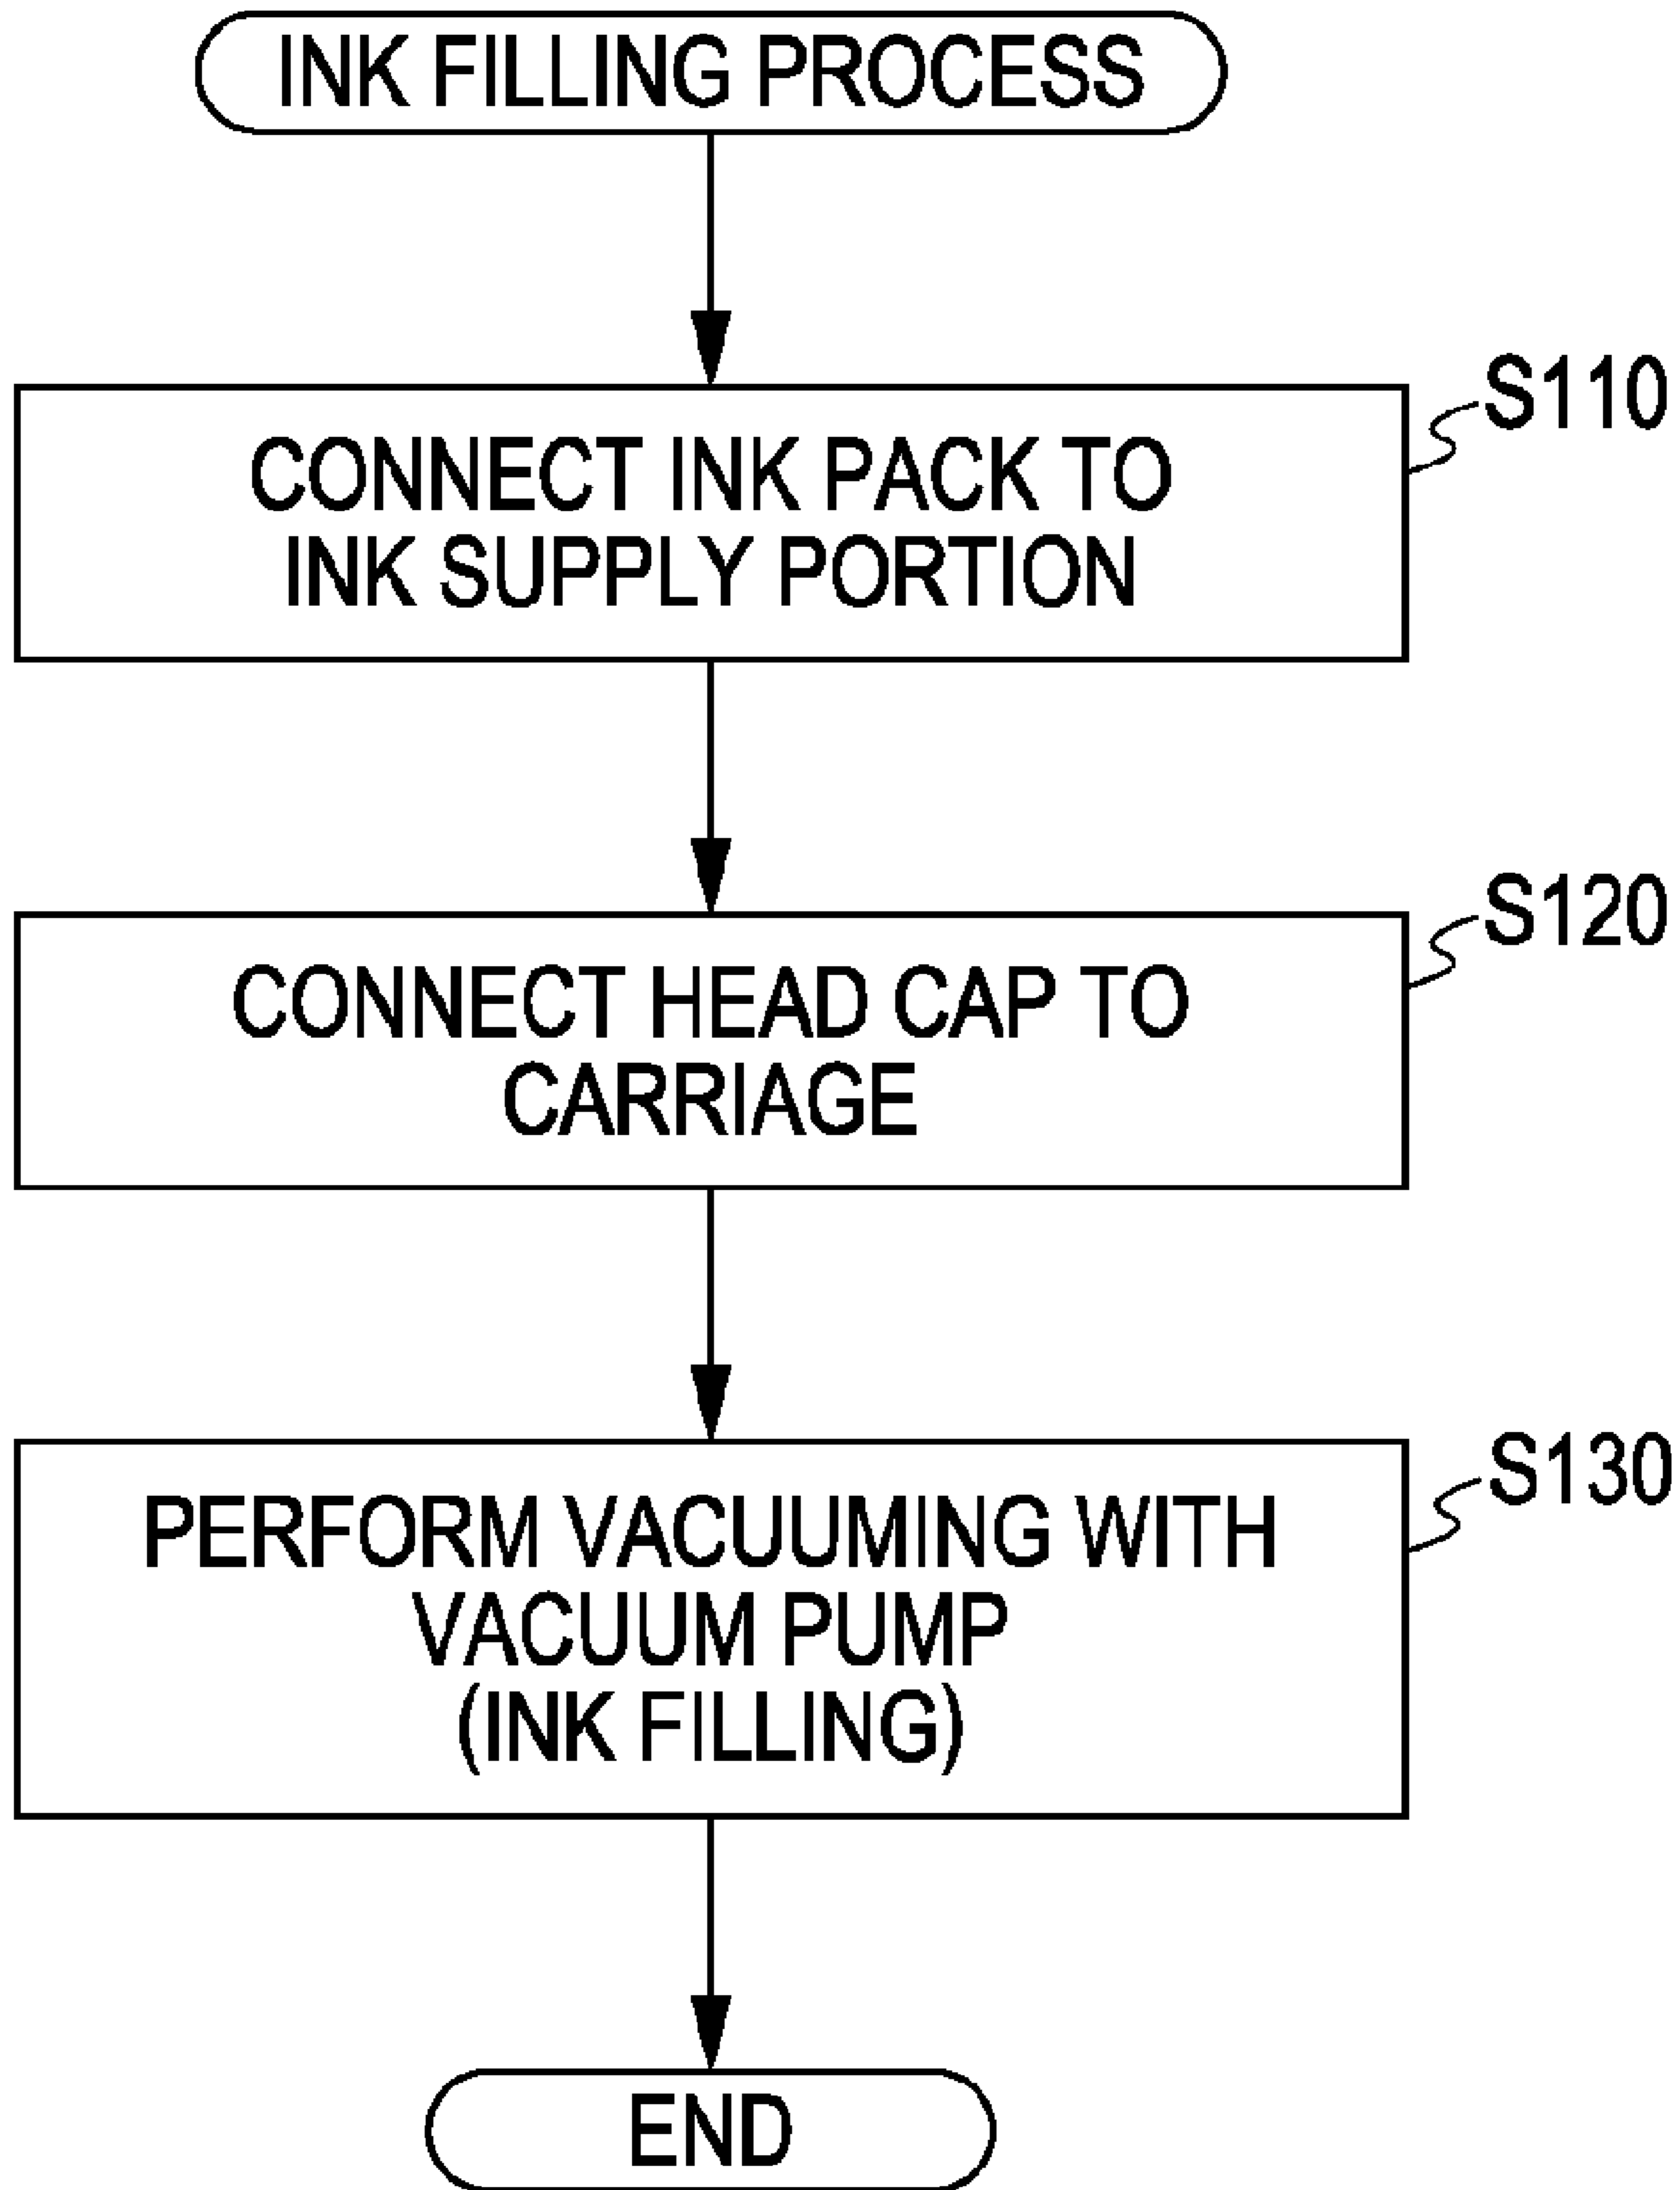 INK FILLING PROCESS
S110
CONNECT INK PACK TO
INK SUPPLY PORTION
S120
CONNECT HEAD CAP TO
CARRIAGE
S130
PERFORM VACUUMING WITH
VACUUM PUMP
(INK FILLING)
END